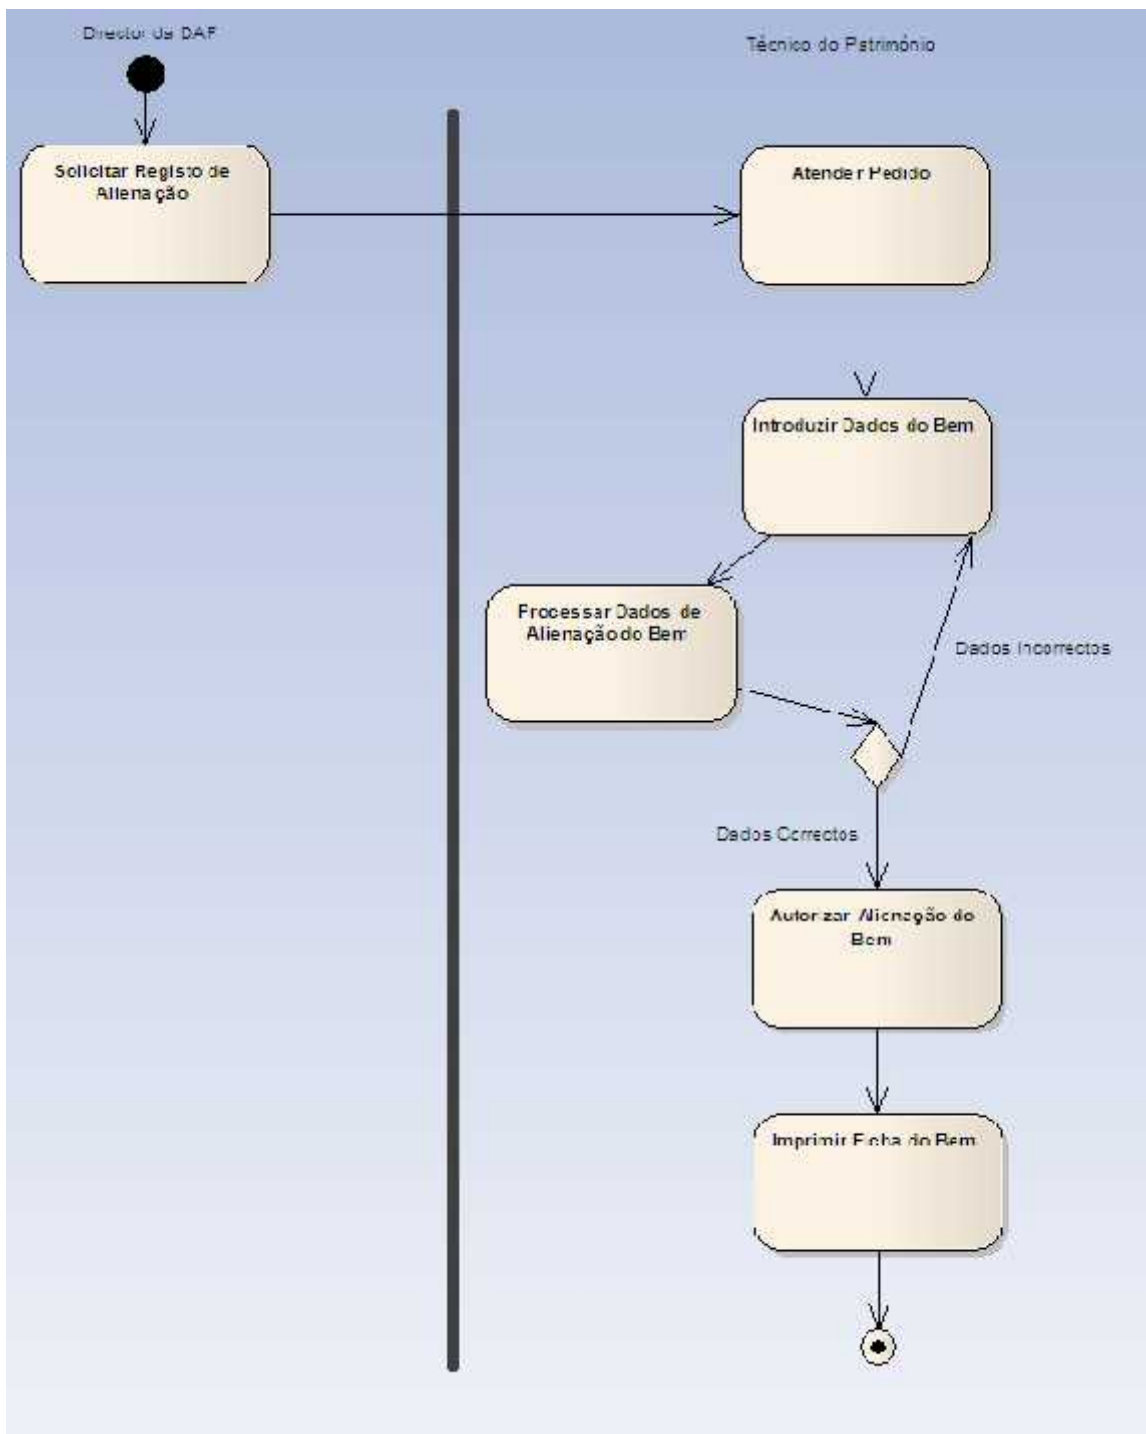 Director da DAF
Técnico do Património
Solicitar Registo de
Alienação
Atender Pedido
Introduzir Dados do Bem
Processar Dados de
Alienação do Bem
Dados Incorrectos
Dados Correctos
Autorizar Alienação do
Bem
Imprimir Ficha do Bem